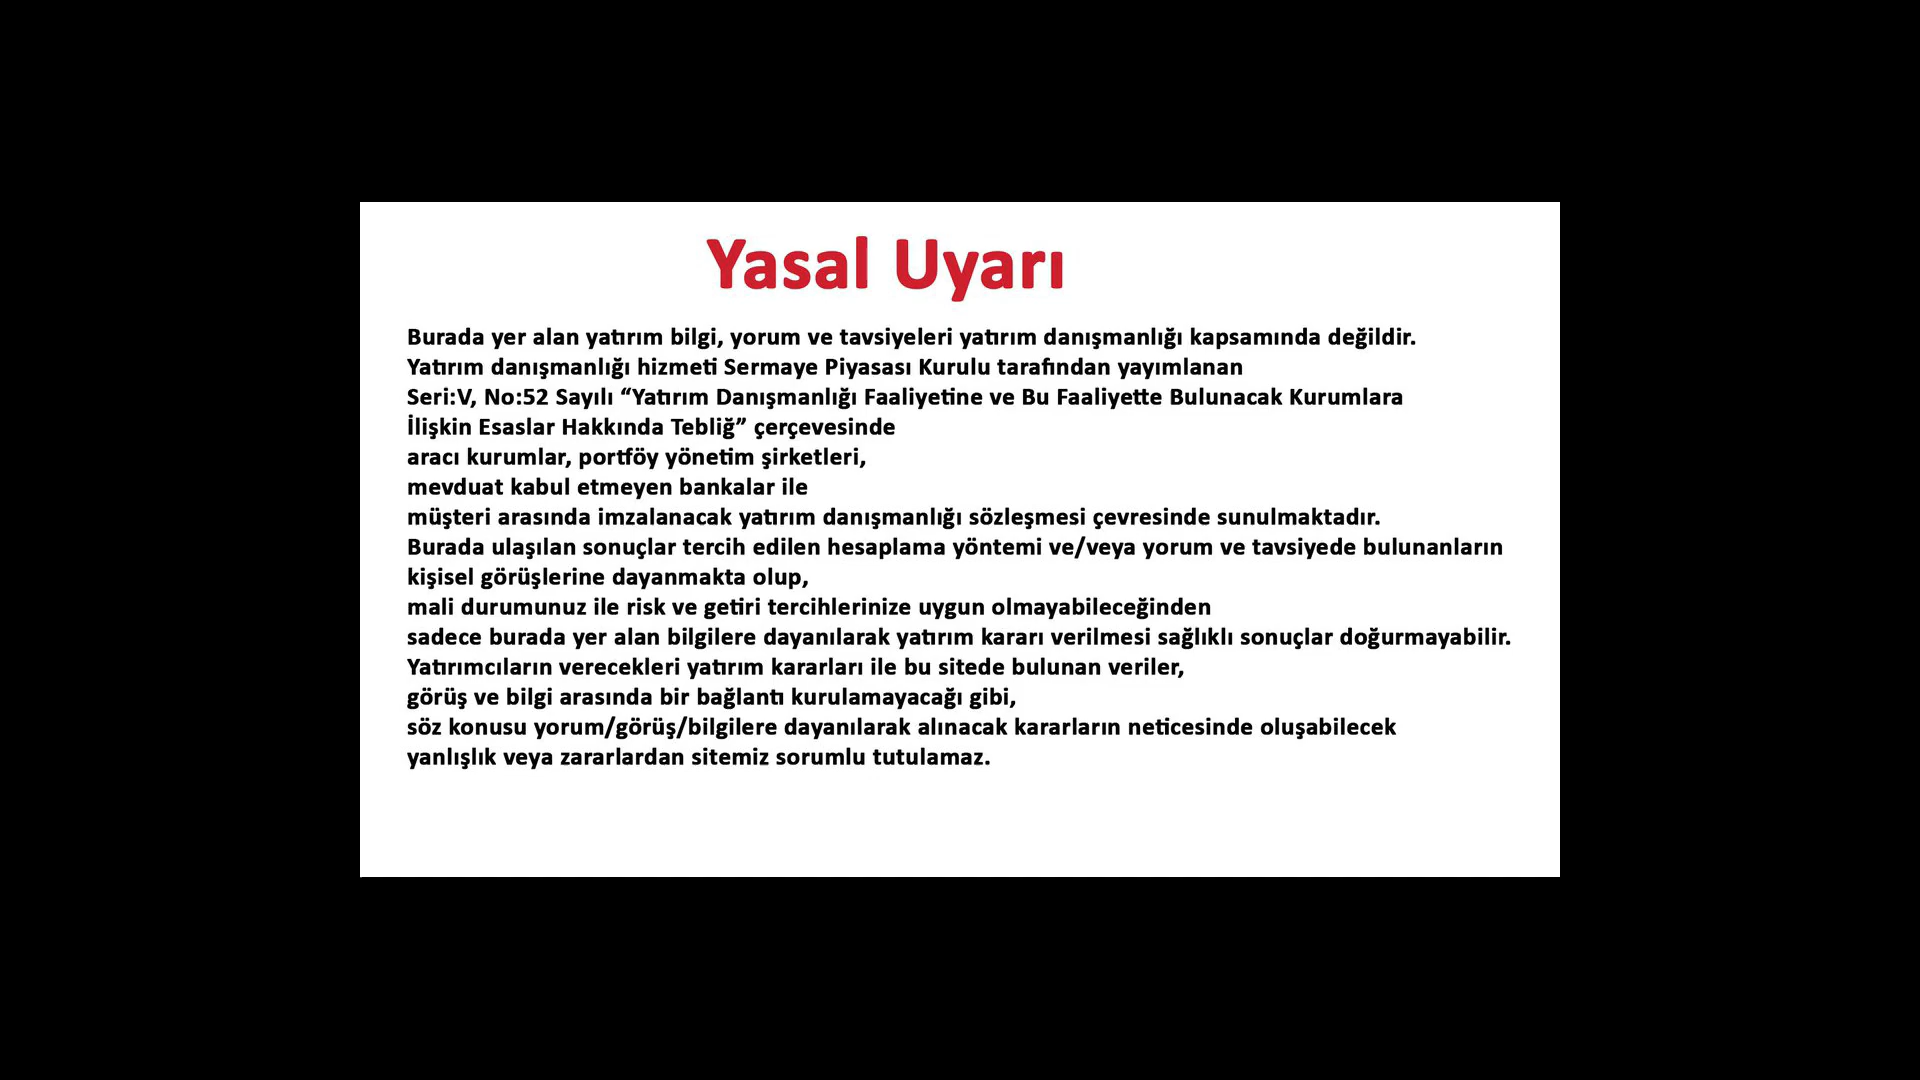 Yasal Uyarı
Burada yer alan yatırım bilgi, yorum ve tavsiyeleri yatırım danışmanlığı kapsamında değildir.
Yatırım danışmanlığı hizmeti Sermaye Piyasası Kurulu tarafından yayımlanan
Seri:V, No:52 Sayılı “Yatırım Danışmanlığı Faaliyetine ve Bu Faaliyette Bulunacak Kurumlara
İlişkin Esaslar Hakkında Tebliğ” çerçevesinde
aracı kurumlar, portföy yönetim şirketleri,
mevduat kabul etmeyen bankalar ile
müşteri arasında imzalanacak yatırım danışmanlığı sözleşmesi çevresinde sunulmaktadır.
Burada ulaşılan sonuçlar tercih edilen hesaplama yöntemi ve/veya yorum ve tavsiyede bulunanların
kişisel görüşlerine dayanmakta olup,
mali durumunuz ile risk ve getiri tercihlerinize uygun olmayabileceğinden
sadece burada yer alan bilgilere dayanılarak yatırım kararı verilmesi sağlıklı sonuçlar doğurmayabilir.
Yatırımcıların verecekleri yatırım kararları ile bu sitede bulunan veriler,
görüş ve bilgi arasında bir bağlantı kurulamayacağı gibi,
söz konusu yorum/görüş/bilgilere dayanılarak alınacak kararların neticesinde oluşabilecek
yanlışlık veya zararlardan sitemiz sorumlu tutulamaz.